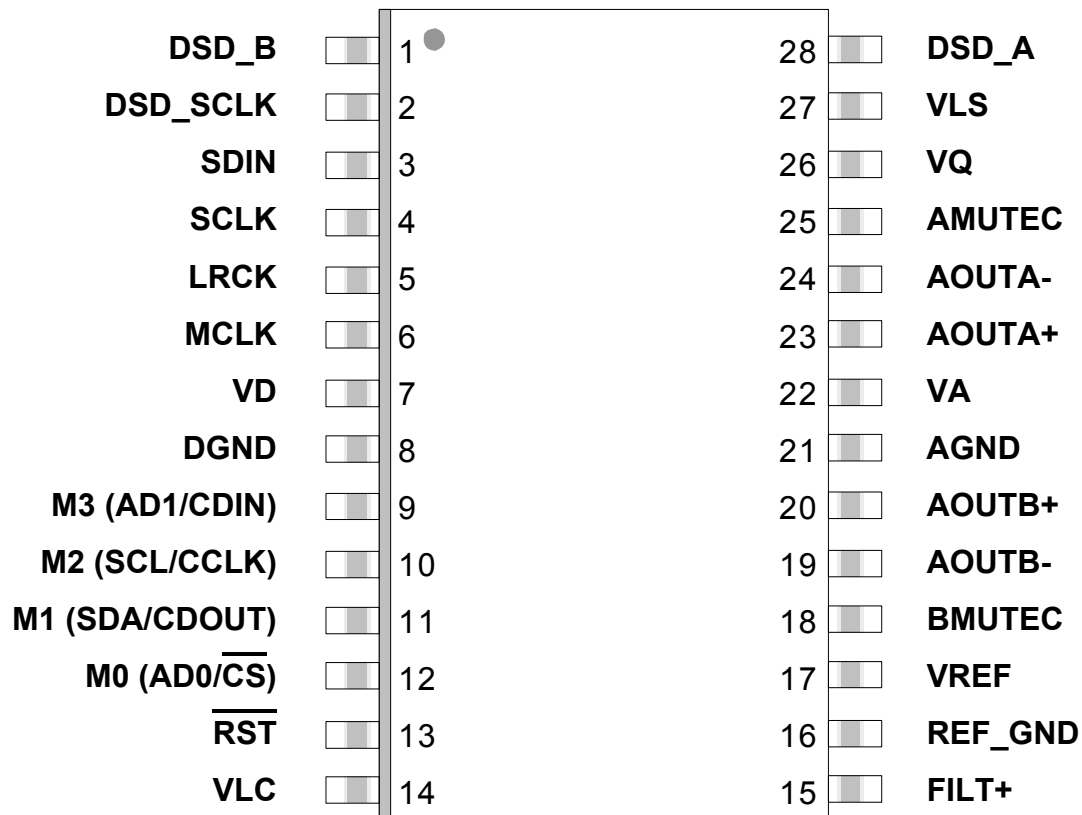 DSD_B 1 28 DSD_A
DSD_SCLK 2 27 VLS
SDIN 3 26 VQ
SCLK 4 25 AMUTEC
LRCK 5 24 AOUTA-
MCLK 6 23 AOUTA+
VD 7 22 VA
DGND 8 21 AGND
M3 (AD1/CDIN) 9 20 AOUTB+
M2 (SCL/CCLK) 10 19 AOUTB-
M1 (SDA/CDOUT) 11 18 BMUTEC
M0 (AD0/C̅S̅) 12 17 VREF
R̅S̅T̅ 13 16 REF_GND
VLC 14 15 FILT+